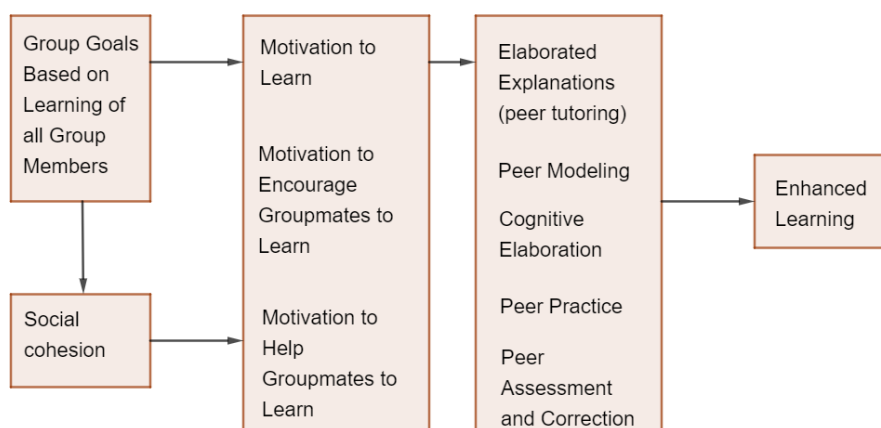 Group Goals
Based on
Learning of
all Group
Members
Social
cohesion
Motivation to
Learn
Motivation to
Encourage
Groupmates to
Learn
Motivation to
Help
Groupmates to
Learn
Elaborated
Explanations
(peer tutoring)
Peer Modeling
Cognitive
Elaboration
Peer Practice
Peer
Assessment
and Correction
Enhanced
Learning